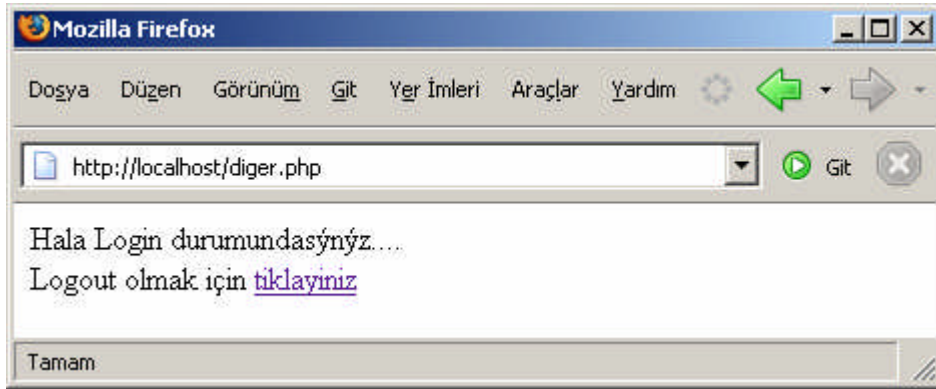 Mozilla Firefox
Dosya Düzen Görünüm Git Yer İmleri Araçlar Yardım
http://localhost/diger.php Git
Hala Login durumundasýnýz....
Logout olmak için tiklayiniz
Tamam